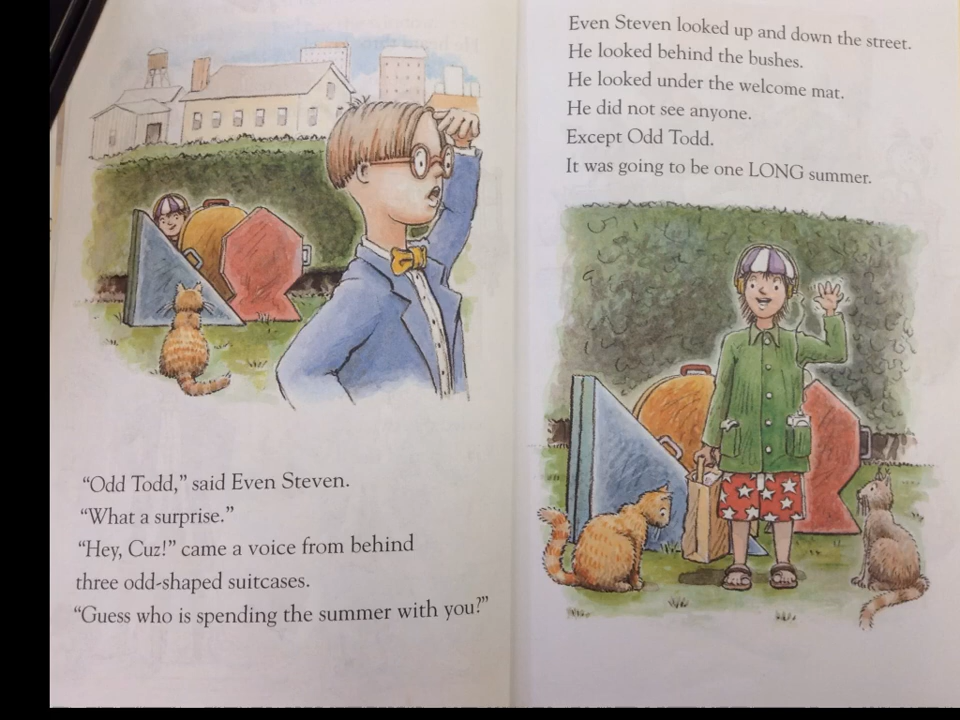 “Odd Todd,” said Even Steven.
“What a surprise.”
“Hey, Cuz!” came a voice from behind
three odd-shaped suitcases.
“Guess who is spending the summer with you?”
Even Steven looked up and down the street.
He looked behind the bushes.
He looked under the welcome mat.
He did not see anyone.
Except Odd Todd.
It was going to be one LONG summer.